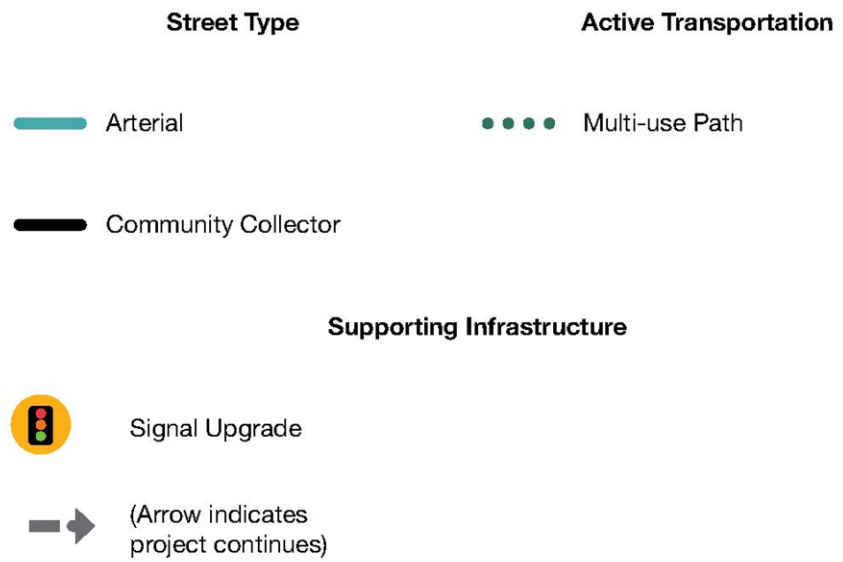 Street Type
Active Transportation
Arterial
Multi-use Path
Community Collector
Supporting Infrastructure
Signal Upgrade
(Arrow indicates
project continues)